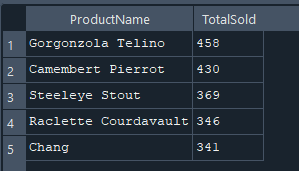 ProductName TotalSold
1 Gorgonzola Telino 458
2 Camembert Pierrot 430
3 Steeleye Stout 369
4 Raclette Courdavault 346
5 Chang 341